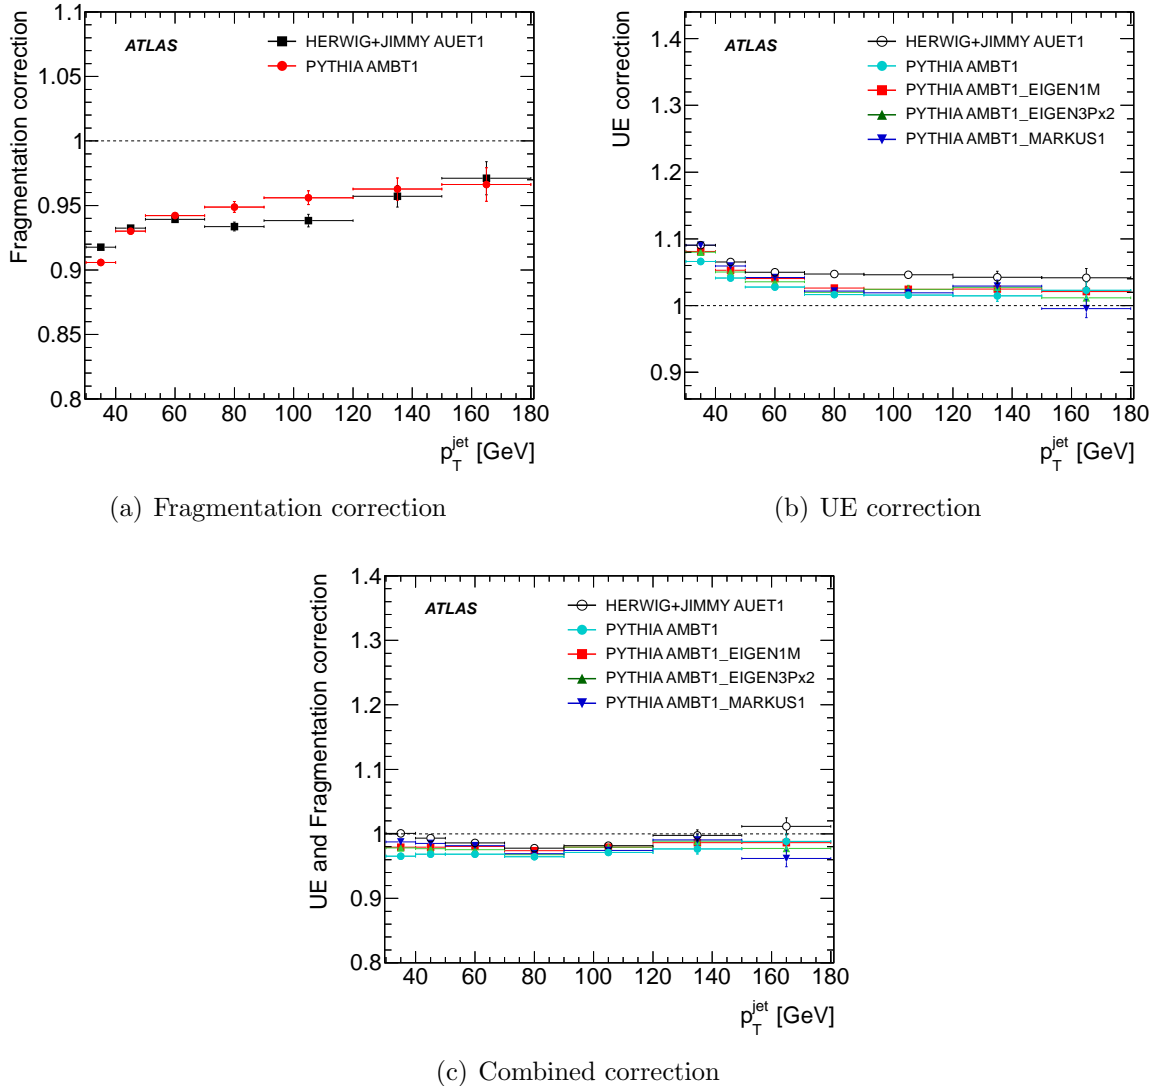 Fragmentation correction
1.1
1.05
1
0.95
0.9
0.85
0.8
ATLAS
HERWIG+JIMMY AUET1
PYTHIA AMBT1
40 60 80 100 120 140 160 180
p_T^jet [GeV]
(a) Fragmentation correction
UE correction
1.4
1.3
1.2
1.1
1
0.9
ATLAS
HERWIG+JIMMY AUET1
PYTHIA AMBT1
PYTHIA AMBT1_EIGEN1M
PYTHIA AMBT1_EIGEN3Px2
PYTHIA AMBT1_MARKUS1
40 60 80 100 120 140 160 180
p_T^jet [GeV]
(b) UE correction
UE and Fragmentation correction
1.4
1.3
1.2
1.1
1
0.9
0.8
ATLAS
HERWIG+JIMMY AUET1
PYTHIA AMBT1
PYTHIA AMBT1_EIGEN1M
PYTHIA AMBT1_EIGEN3Px2
PYTHIA AMBT1_MARKUS1
40 60 80 100 120 140 160 180
p_T^jet [GeV]
(c) Combined correction